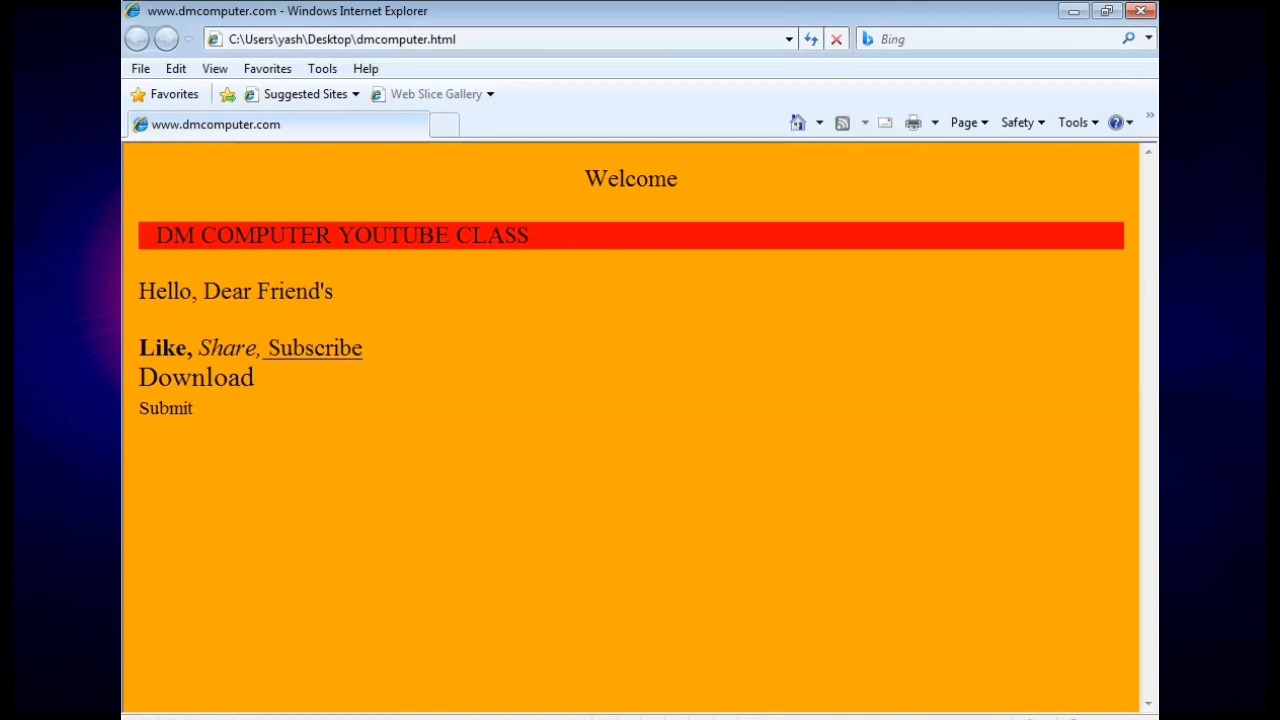 www.dmcomputer.com - Windows Internet Explorer
C:\Users\yash\Desktop\dmcomputer.html
Bing
File Edit View Favorites Tools Help
Favorites Suggested Sites Web Slice Gallery
www.dmcomputer.com
Page Safety Tools
Welcome
DM COMPUTER YOUTUBE CLASS
Hello, Dear Friend's
Like, Share, Subscribe
Download
Submit